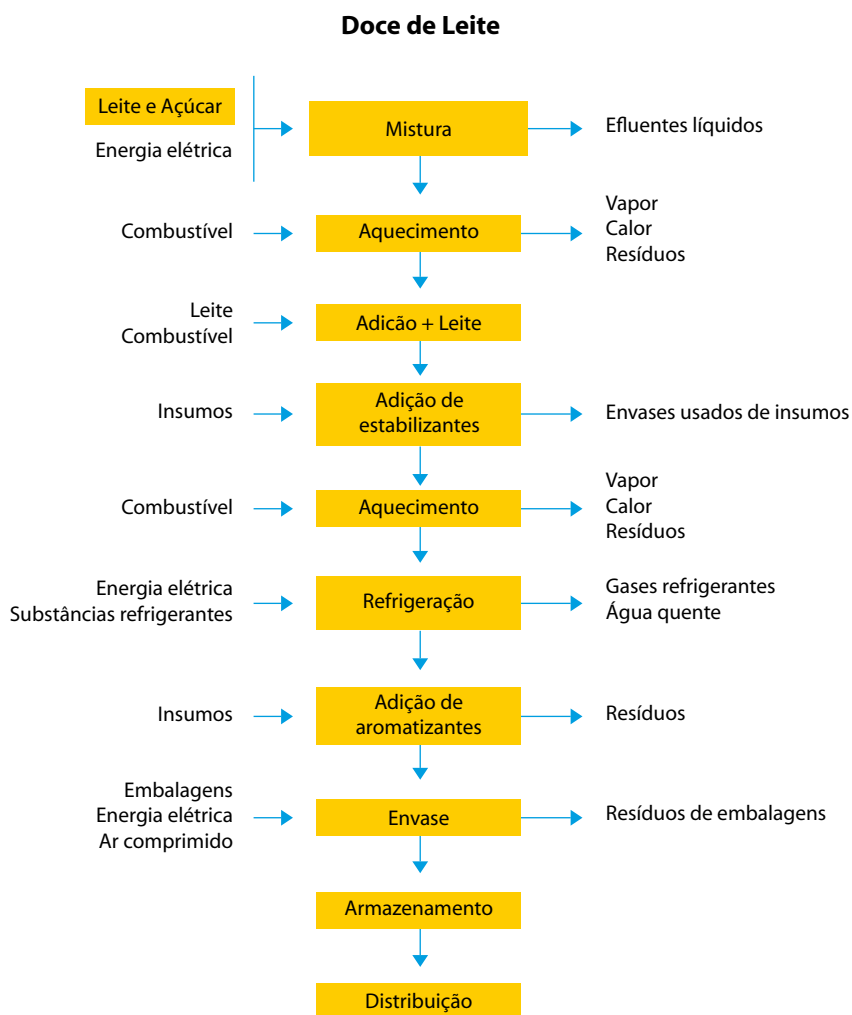 Doce de Leite
Leite e Açúcar
Energia elétrica
Mistura
Efluentes líquidos
Combustível
Aquecimento
Vapor
Calor
Resíduos
Leite
Combustível
Adicão + Leite
Insumos
Adição de
estabilizantes
Envases usados de insumos
Combustível
Aquecimento
Vapor
Calor
Resíduos
Energia elétrica
Substâncias refrigerantes
Refrigeração
Gases refrigerantes
Água quente
Insumos
Adição de
aromatizantes
Resíduos
Embalagens
Energia elétrica
Ar comprimido
Envase
Resíduos de embalagens
Armazenamento
Distribuição